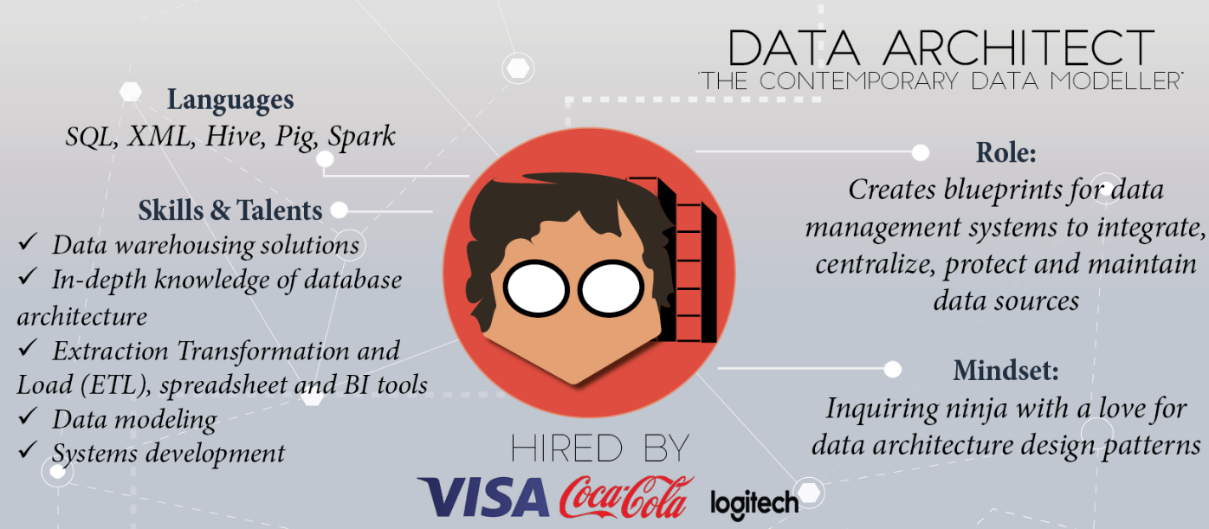 DATA ARCHITECT
"THE CONTEMPORARY DATA MODELLER"
Languages
SQL, XML, Hive, Pig, Spark
Skills & Talents
✓ Data warehousing solutions
✓ In-depth knowledge of database
architecture
✓ Extraction Transformation and
Load (ETL), spreadsheet and BI tools
✓ Data modeling
✓ Systems development
Role:
Creates blueprints for data
management systems to integrate,
centralize, protect and maintain
data sources
Mindset:
Inquiring ninja with a love for
data architecture design patterns
HIRED BY
VISA Coca-Cola logitech